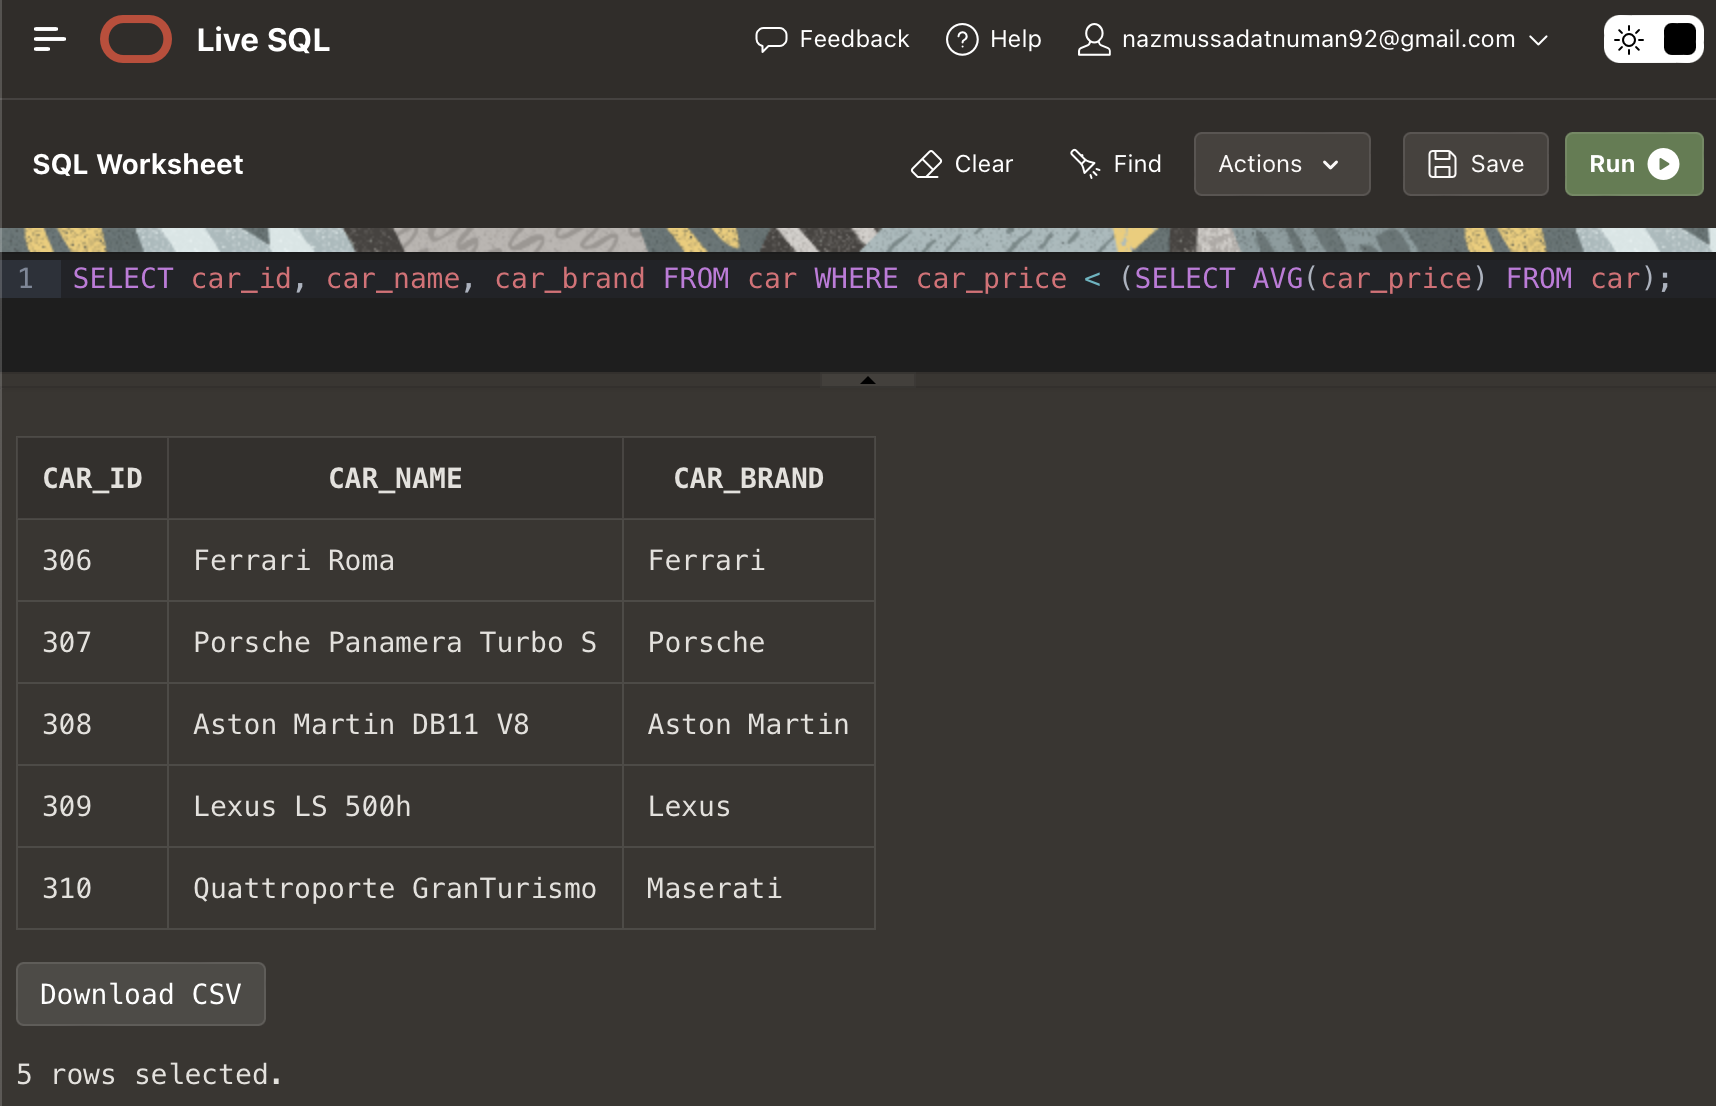 Live SQL
Feedback
Help
nazmussadatnuman92@gmail.com
SQL Worksheet
Clear
Find
Actions
Save
Run
1 SELECT car_id, car_name, car_brand FROM car WHERE car_price < (SELECT AVG(car_price) FROM car);
CAR_ID CAR_NAME CAR_BRAND
306 Ferrari Roma Ferrari
307 Porsche Panamera Turbo S Porsche
308 Aston Martin DB11 V8 Aston Martin
309 Lexus LS 500h Lexus
310 Quattroporte GranTurismo Maserati
Download CSV
5 rows selected.